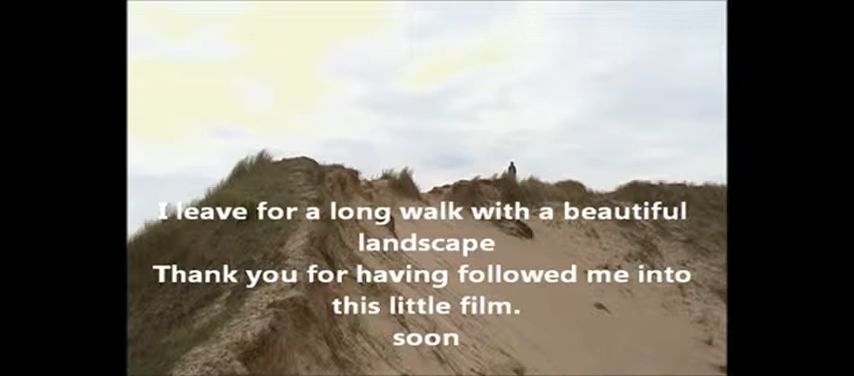 I leave for a long walk with a beautiful
landscape
Thank you for having followed me into
this little film.
soon